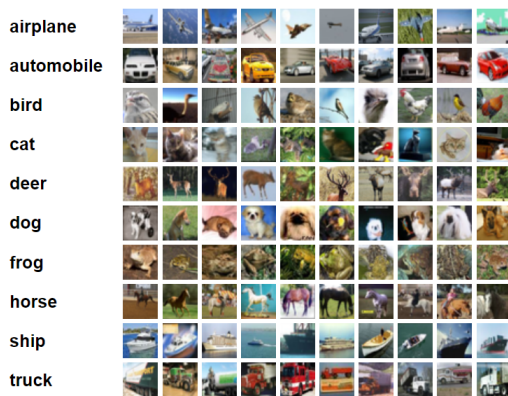 airplane
automobile
bird
cat
deer
dog
frog
horse
ship
truck